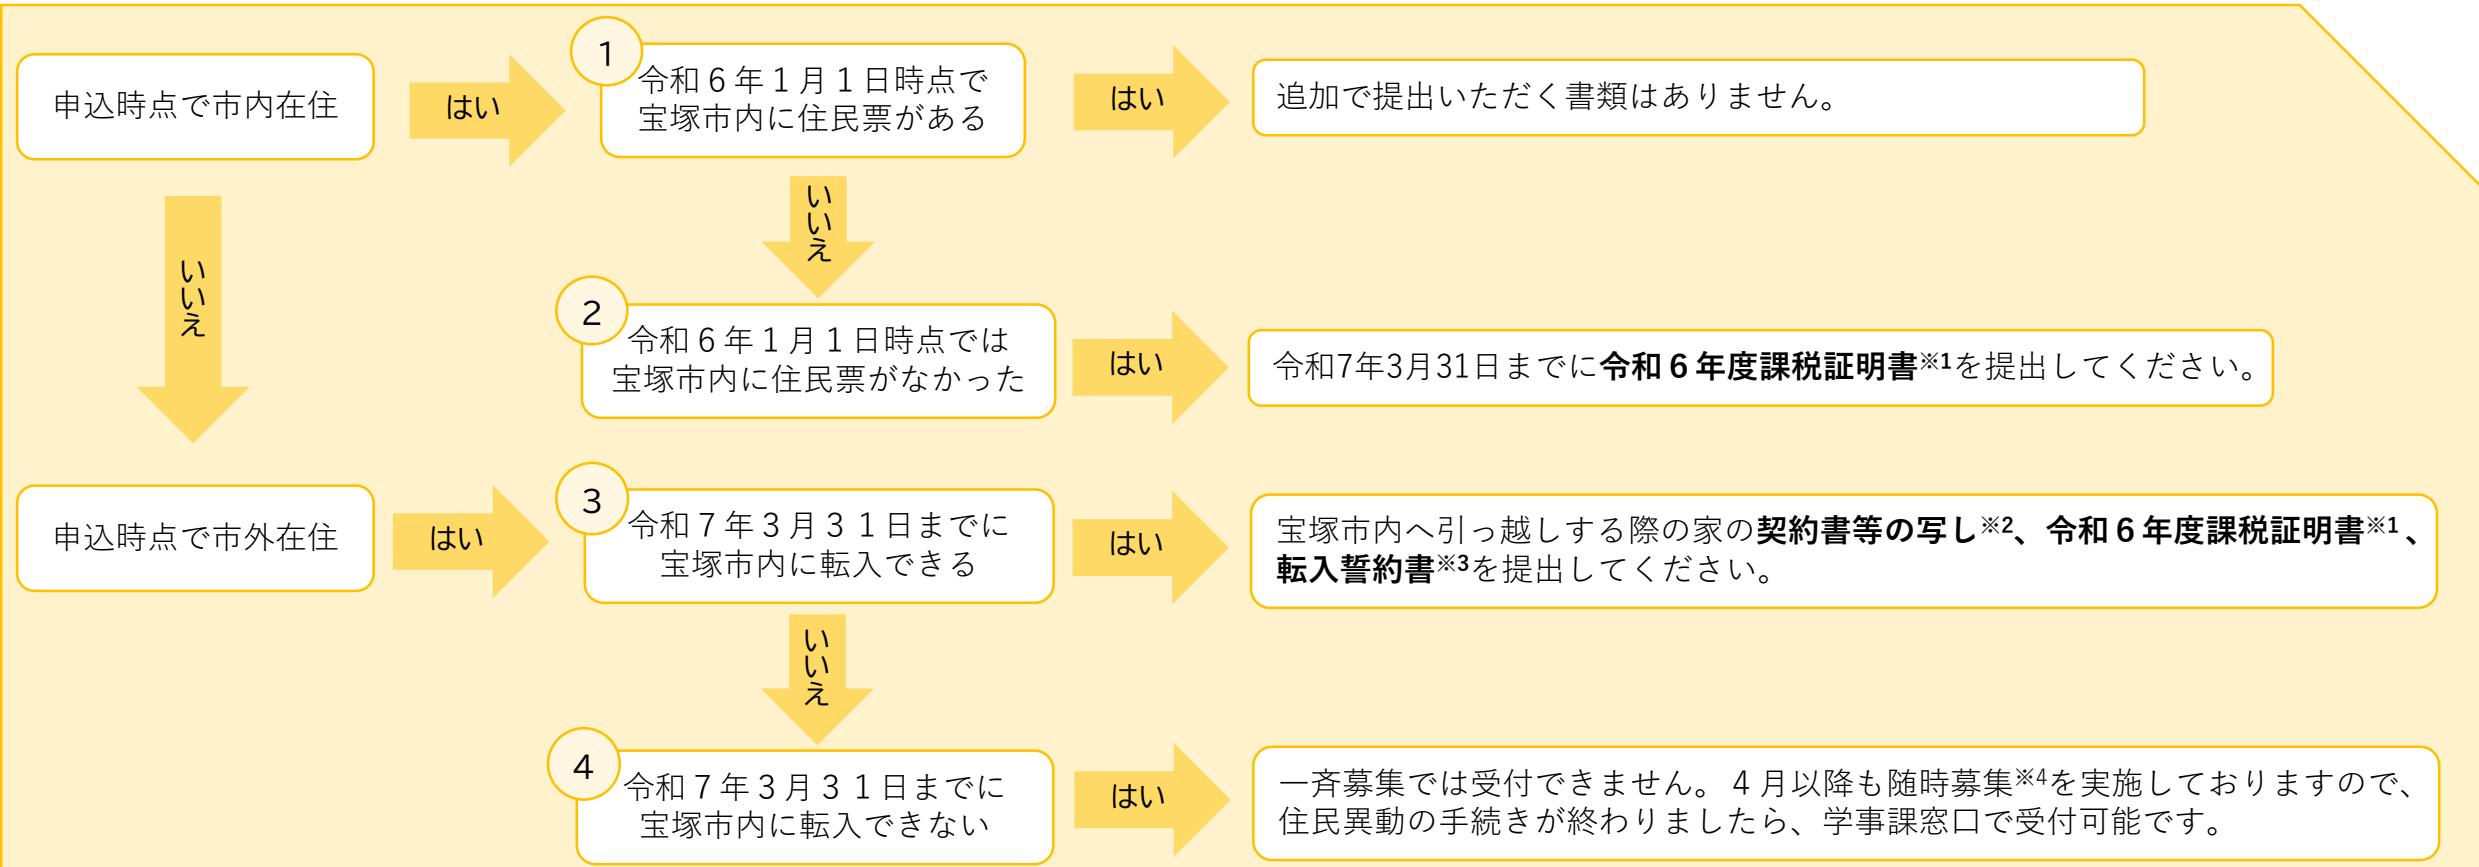 申込時点で市内在住
はい
1
令和６年１月１日時点で
宝塚市内に住民票がある
はい
追加で提出いただく書類はありません。
いいえ
いいえ
2
令和６年１月１日時点では
宝塚市内に住民票がなかった
はい
令和7年3月31日までに令和６年度課税証明書※1を提出してください。
申込時点で市外在住
はい
3
令和７年３月３１日までに
宝塚市内に転入できる
はい
宝塚市内へ引っ越しする際の家の契約書等の写し※2、令和６年度課税証明書※1、
転入誓約書※3を提出してください。
いいえ
4
令和７年３月３１日までに
宝塚市内に転入できない
はい
一斉募集では受付できません。４月以降も随時募集※4を実施しておりますので、
住民異動の手続きが終わりましたら、学事課窓口で受付可能です。